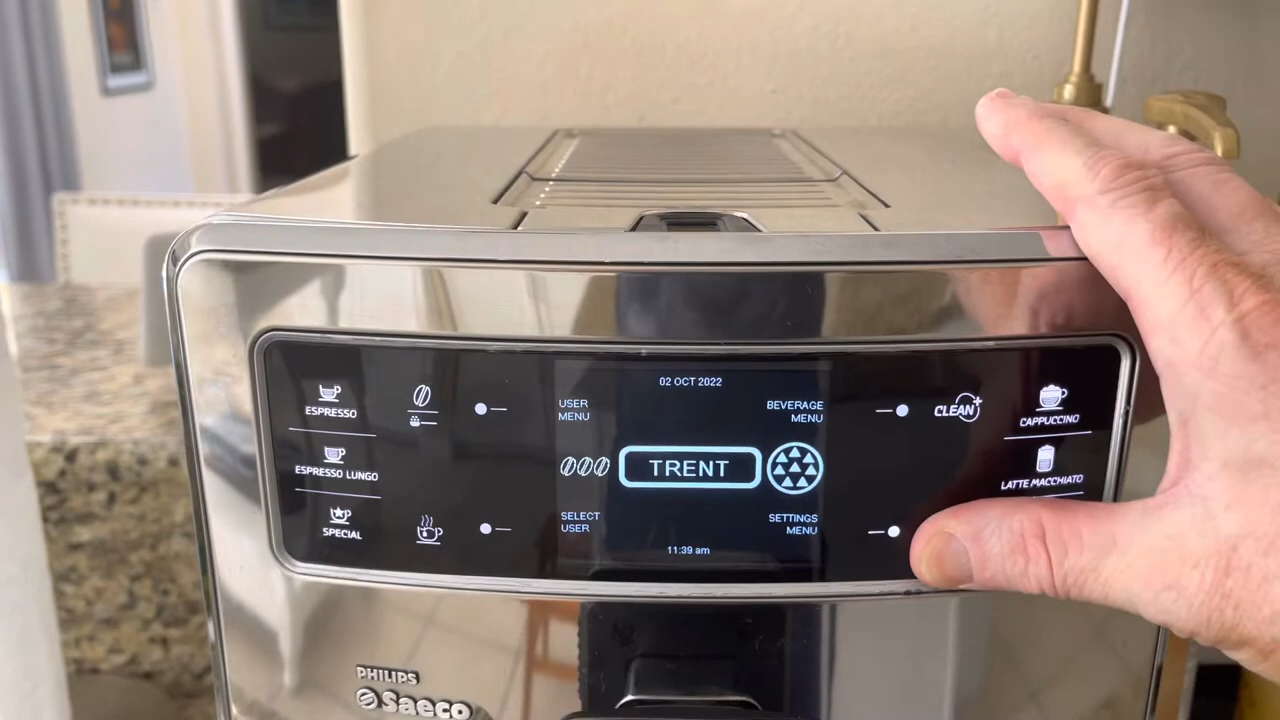 02 OCT 2022
ESPRESSO
USER
MENU
BEVERAGE
MENU
CLEAN
CAPPUCCINO
ESPRESSO LUNGO
TRENT
LATTE MACCHIATO
SPECIAL
SELECT
USER
SETTINGS
MENU
11:39 am
PHILIPS
Saeco